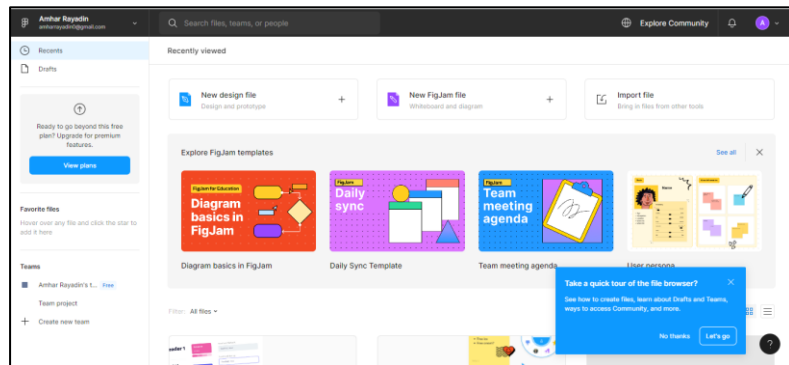 Amhar Rayadin
Search files, teams, or people
Explore Community
A
Recents
Drafts
Ready to go beyond this free
plan? Upgrade for premium
features.
View plans
Favorite files
Hover over any file and click the star to
add it here
Teams
Amhar Rayadin's t... Free
Team project
Create new team
Recently viewed
New design file
Design and prototype
New FigJam file
Whiteboard and diagram
Import file
Bring in files from other tools
Explore FigJam templates
See all
FigJam for Education
Diagram
basics in
FigJam
Diagram basics in FigJam
FigJam
Daily
sync
Daily Sync Template
FigJam
Team
meeting
agenda
Team meeting agenda
Name
User persona
Take a quick tour of the file browser?
See how to create files, learn about Drafts and Teams,
ways to access Community, and more.
No thanks
Let's go
Filter: All files
?